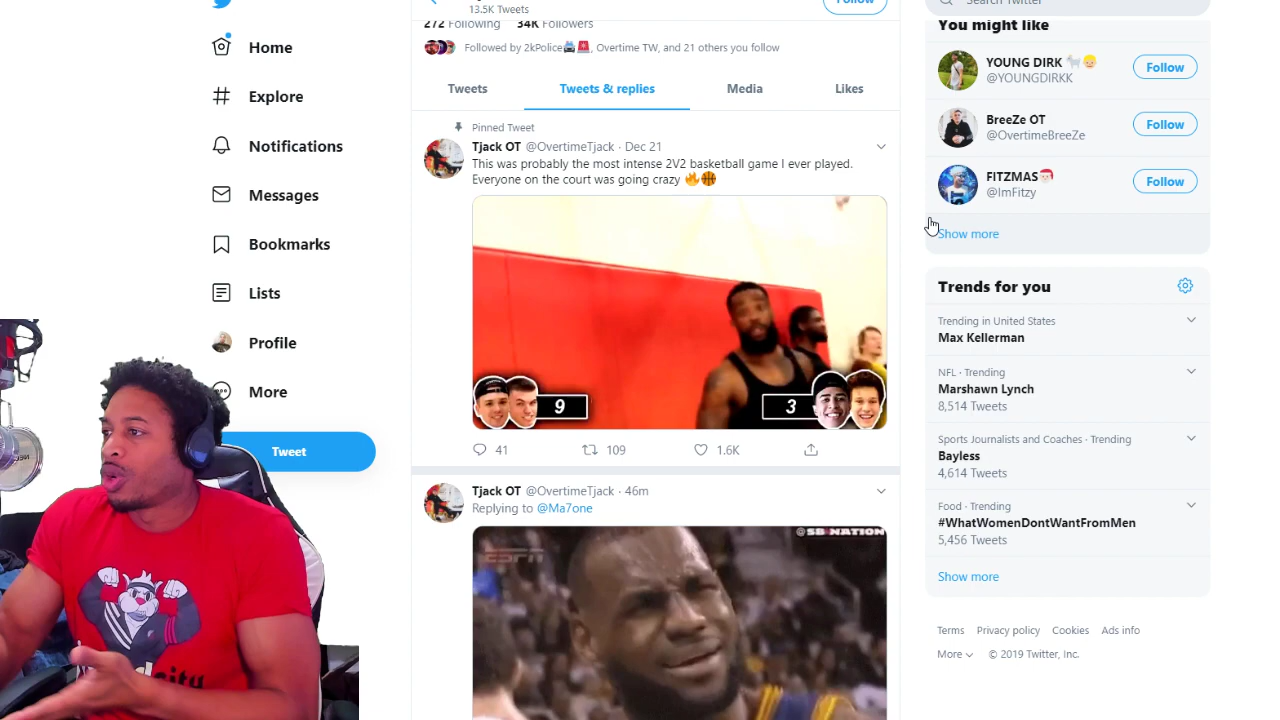 Search Twitter
13.5K Tweets
Follow
272 Following 34K Followers
Followed by 2kPolice🚔🚨, Overtime TW, and 21 others you follow
Tweets
Tweets & replies
Media
Likes
Home
Explore
Notifications
Messages
Bookmarks
Lists
Profile
More
Tweet
Pinned Tweet
Tjack OT @OvertimeTjack · Dec 21
This was probably the most intense 2V2 basketball game I ever played.
Everyone on the court was going crazy 🔥🏀
9
3
41
109
1.6K
Tjack OT @OvertimeTjack · 46m
Replying to @Ma7one
@SBNATION
ESPN
You might like
YOUNG DIRK 🐐👱
@YOUNGDIRKK
Follow
BreeZe OT
@OvertimeBreeZe
Follow
FITZMAS🎅
@ImFitzy
Follow
Show more
Trends for you
Trending in United States
Max Kellerman
NFL · Trending
Marshawn Lynch
8,514 Tweets
Sports Journalists and Coaches · Trending
Bayless
4,614 Tweets
Food · Trending
#WhatWomenDontWantFromMen
5,456 Tweets
Show more
Terms Privacy policy Cookies Ads info
More © 2019 Twitter, Inc.